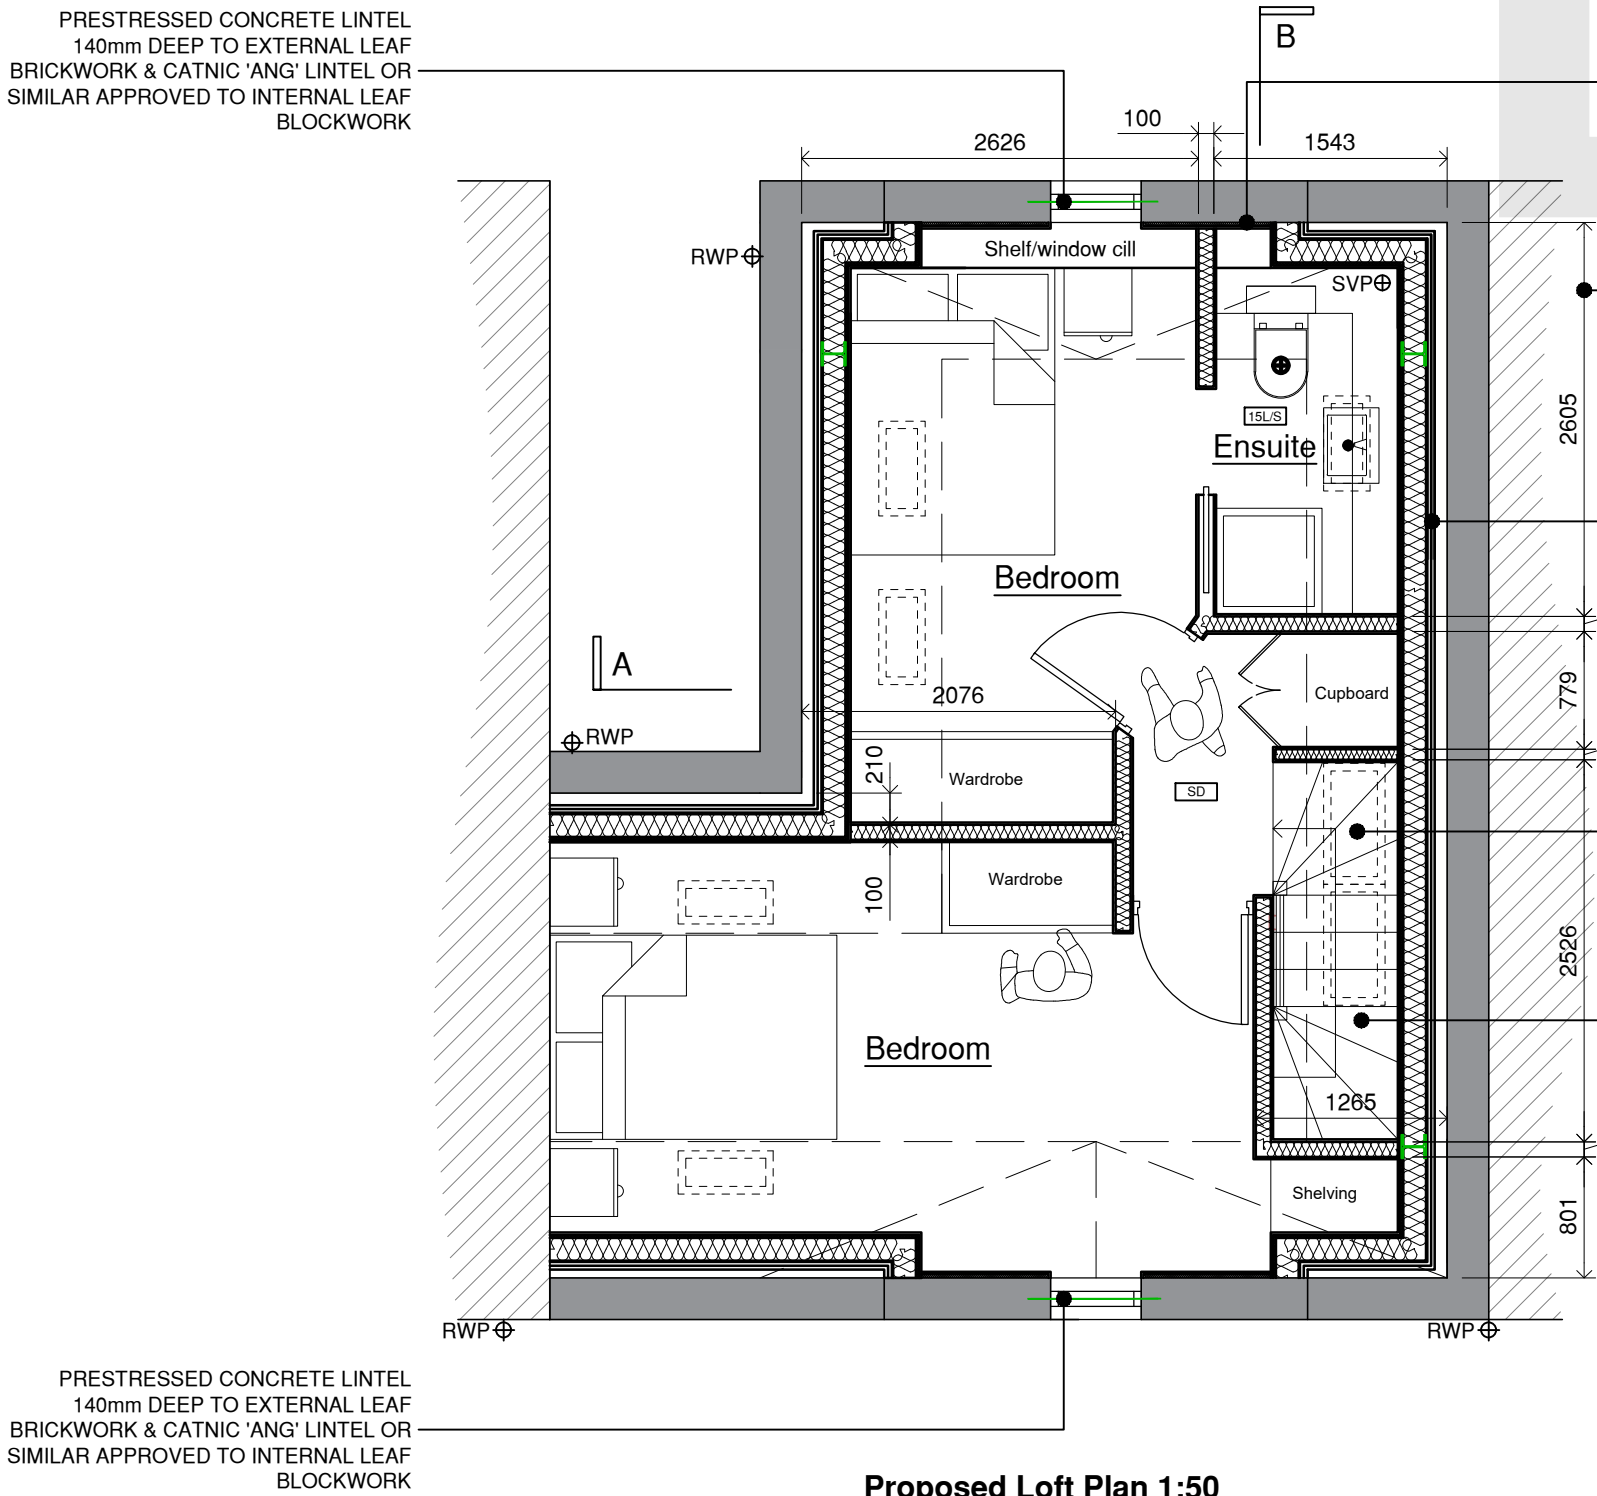 PRESTRESSED CONCRETE LINTEL
140mm DEEP TO EXTERNAL LEAF
BRICKWORK & CATNIC 'ANG' LINTEL OR
SIMILAR APPROVED TO INTERNAL LEAF
BLOCKWORK
B
100
2626
1543
Shelf/window cill
RWP
SVP
2605
15L/S
Ensuite
Bedroom
A
2076
Cupboard
779
RWP
210
Wardrobe
SD
Wardrobe
100
2526
Bedroom
1265
Shelving
801
RWP
RWP
PRESTRESSED CONCRETE LINTEL
140mm DEEP TO EXTERNAL LEAF
BRICKWORK & CATNIC 'ANG' LINTEL OR
SIMILAR APPROVED TO INTERNAL LEAF
BLOCKWORK
Proposed Loft Plan 1:50